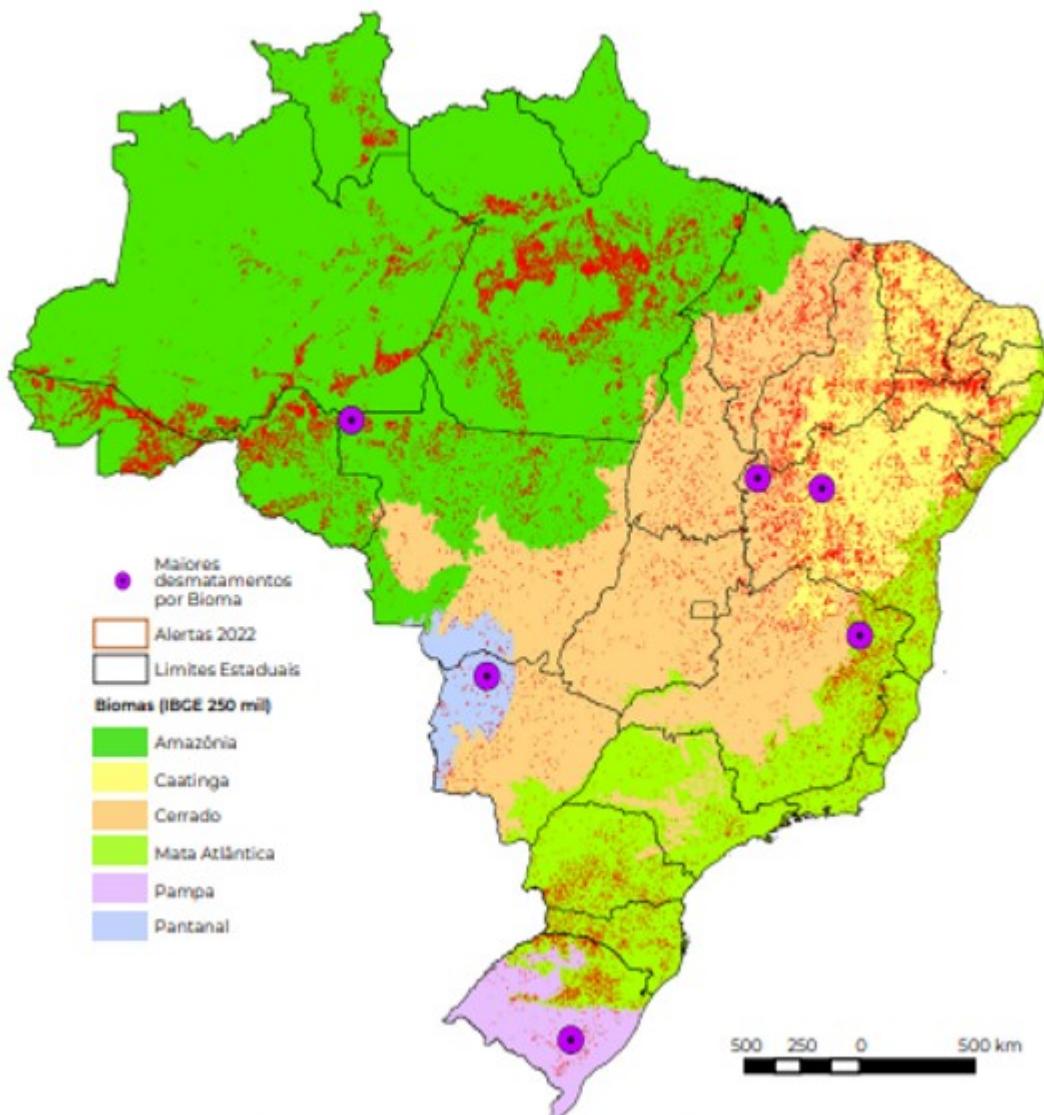 Maiores
desmatamentos
por Bioma
Alertas 2022
Limites Estaduais
Biomas (IBGE 250 mil)
Amazônia
Caatinga
Cerrado
Mata Atlântica
Pampa
Pantanal
500 250 0 500 km